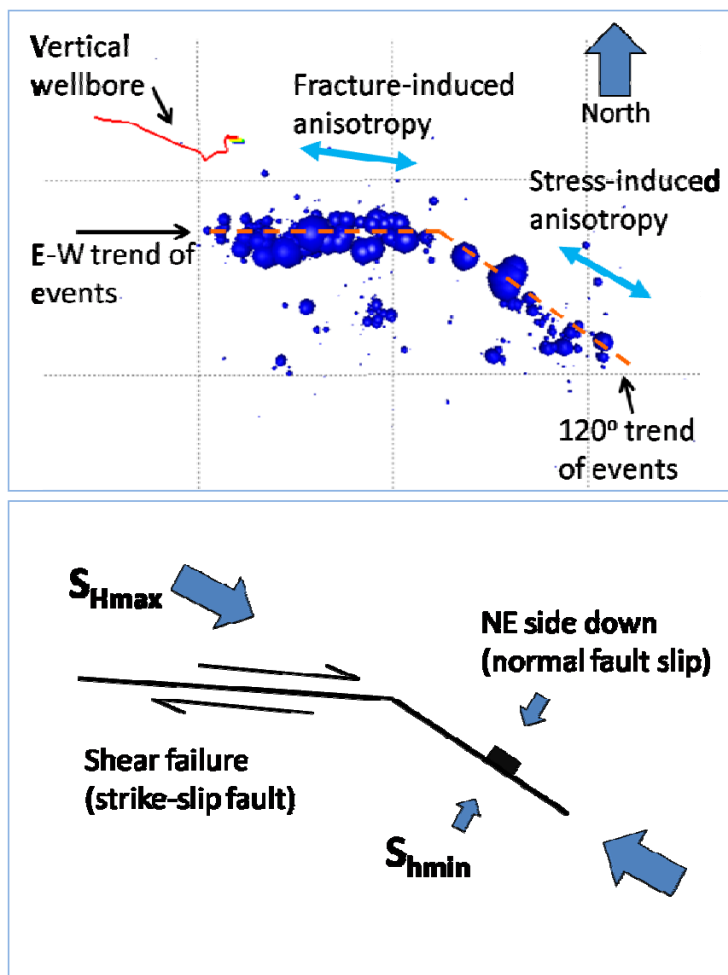 Vertical
wellbore
Fracture-induced
anisotropy
North
Stress-induced
anisotropy
E-W trend of
events
120° trend
of events
SHmax
NE side down
(normal fault slip)
Shear failure
(strike-slip fault)
Shmin